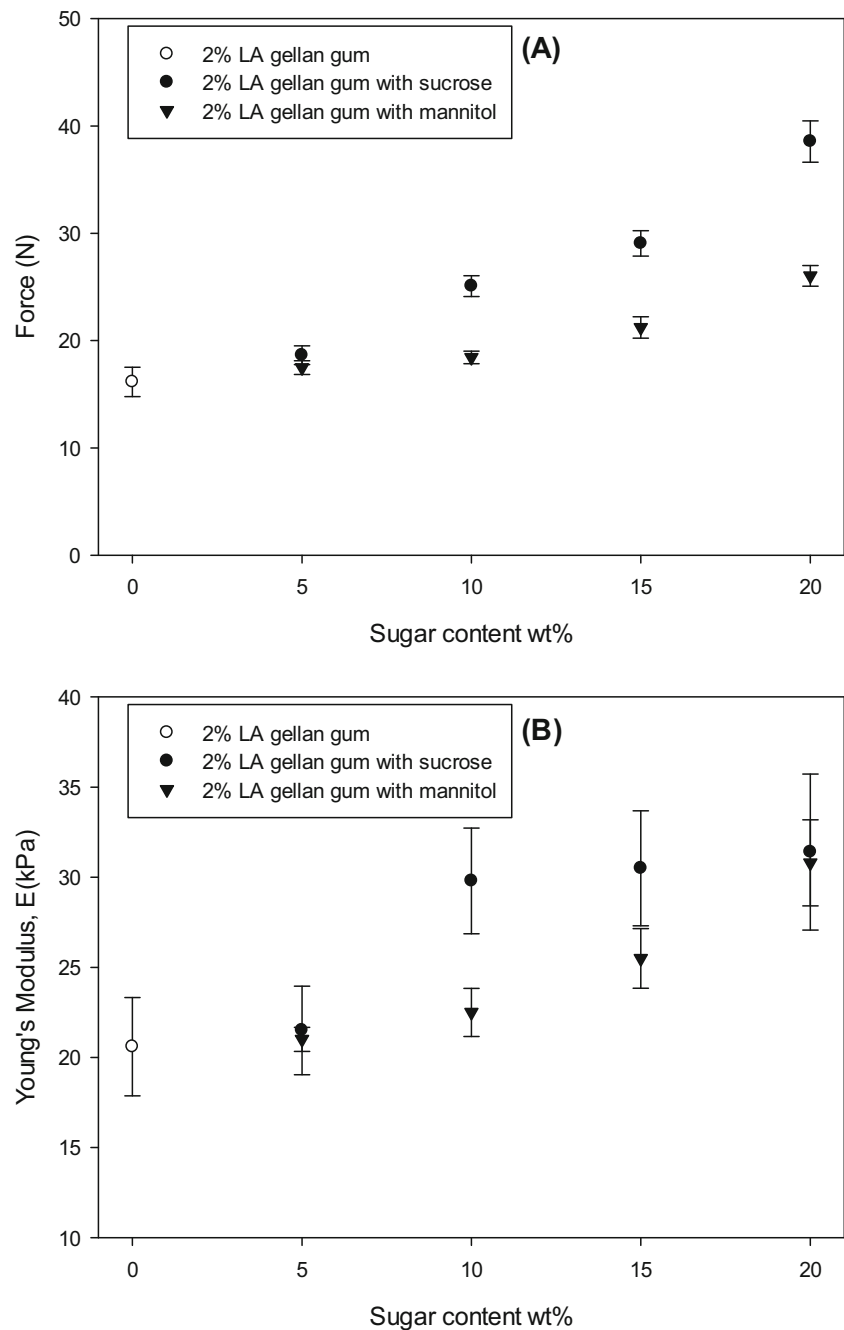 50
40
30
20
10
0
Force (N)
2% LA gellan gum
2% LA gellan gum with sucrose
2% LA gellan gum with mannitol
(A)
0 5 10 15 20
Sugar content wt%
40
35
30
25
20
15
10
Young's Modulus, E(kPa)
2% LA gellan gum
2% LA gellan gum with sucrose
2% LA gellan gum with mannitol
(B)
0 5 10 15 20
Sugar content wt%